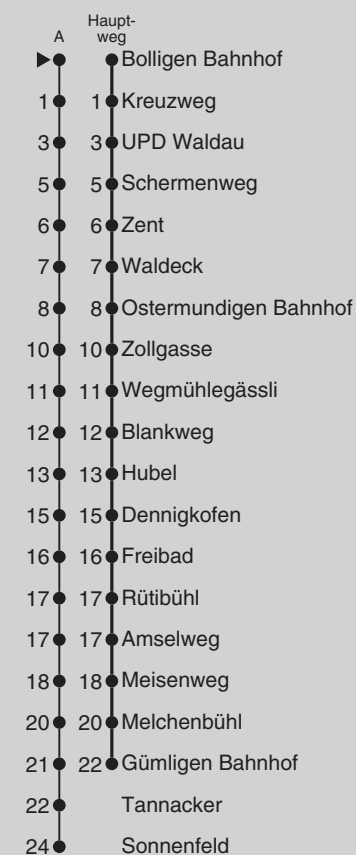 A Haupt-
weg
Bolligen Bahnhof
1 1 Kreuzweg
3 3 UPD Waldau
5 5 Schermenweg
6 6 Zent
7 7 Waldeck
8 8 Ostermundigen Bahnhof
10 10 Zollgasse
11 11 Wegmühlegässli
12 12 Blankweg
13 13 Hubel
15 15 Dennigkofen
16 16 Freibad
17 17 Rütibühl
17 17 Amselweg
18 18 Meisenweg
20 20 Melchenbühl
21 22 Gümligen Bahnhof
22 Tannacker
24 Sonnenfeld